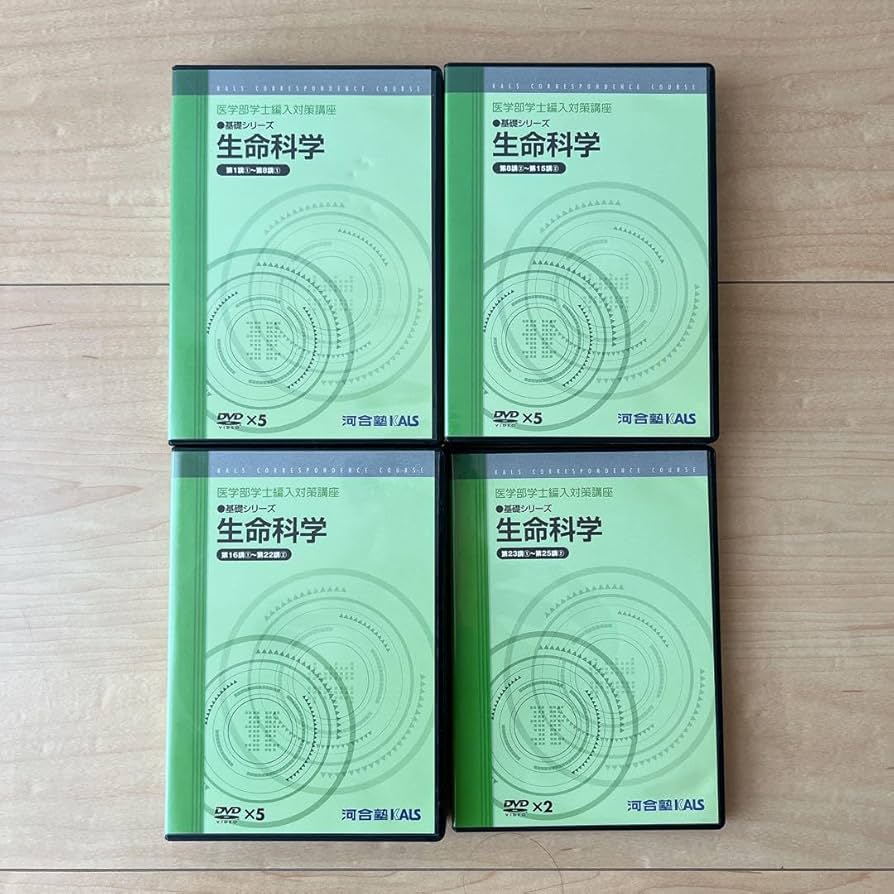 KALS CORRESPONDENCE COURSE
医学部学士編入対策講座
●基礎シリーズ
生命科学
第1講①〜第8講①
DVD VIDEO ×5
河合塾KALS
KALS CORRESPONDENCE COURSE
医学部学士編入対策講座
●基礎シリーズ
生命科学
第8講②〜第15講②
DVD VIDEO ×5
河合塾KALS
KALS CORRESPONDENCE COURSE
医学部学士編入対策講座
●基礎シリーズ
生命科学
第16講①〜第22講②
DVD VIDEO ×5
河合塾KALS
KALS CORRESPONDENCE COURSE
医学部学士編入対策講座
●基礎シリーズ
生命科学
第23講①〜第25講②
DVD VIDEO ×2
河合塾KALS